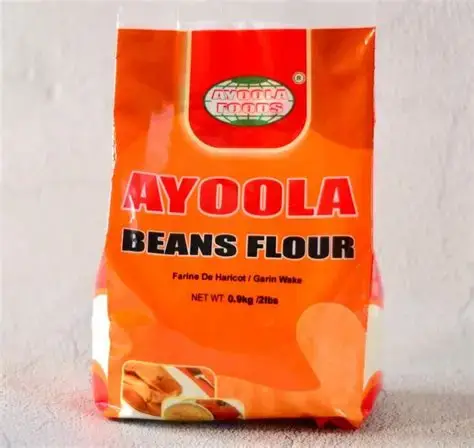 AYOOLA
FOODS
®
AYOOLA
BEANS FLOUR
Farine De Haricot / Garin Wake
NET WT 0.9kg /2lbs